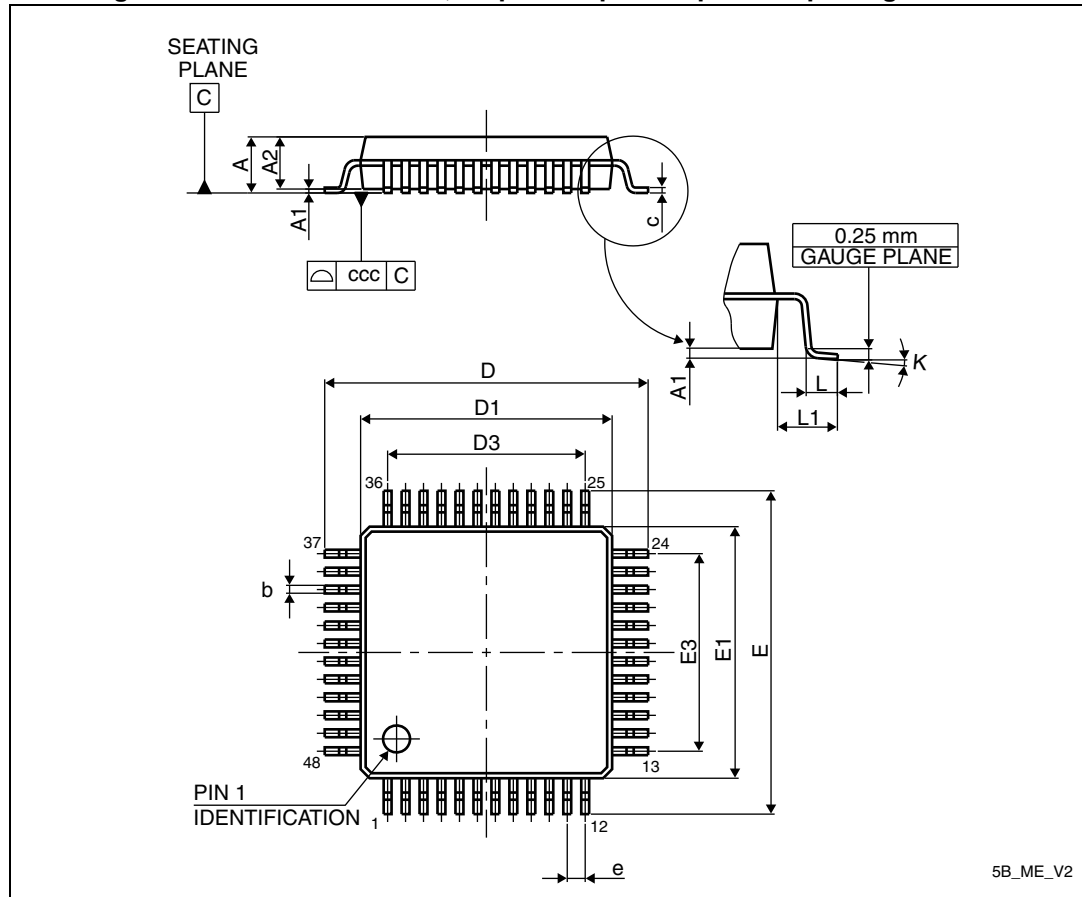 SEATING
PLANE
C
A
A2
A1
c
ccc C
0.25 mm
GAUGE PLANE
A1
K
L
L1
D
D1
D3
36
25
37
24
b
E3
E1
E
48
13
PIN 1
IDENTIFICATION
1
12
e
5B_ME_V2